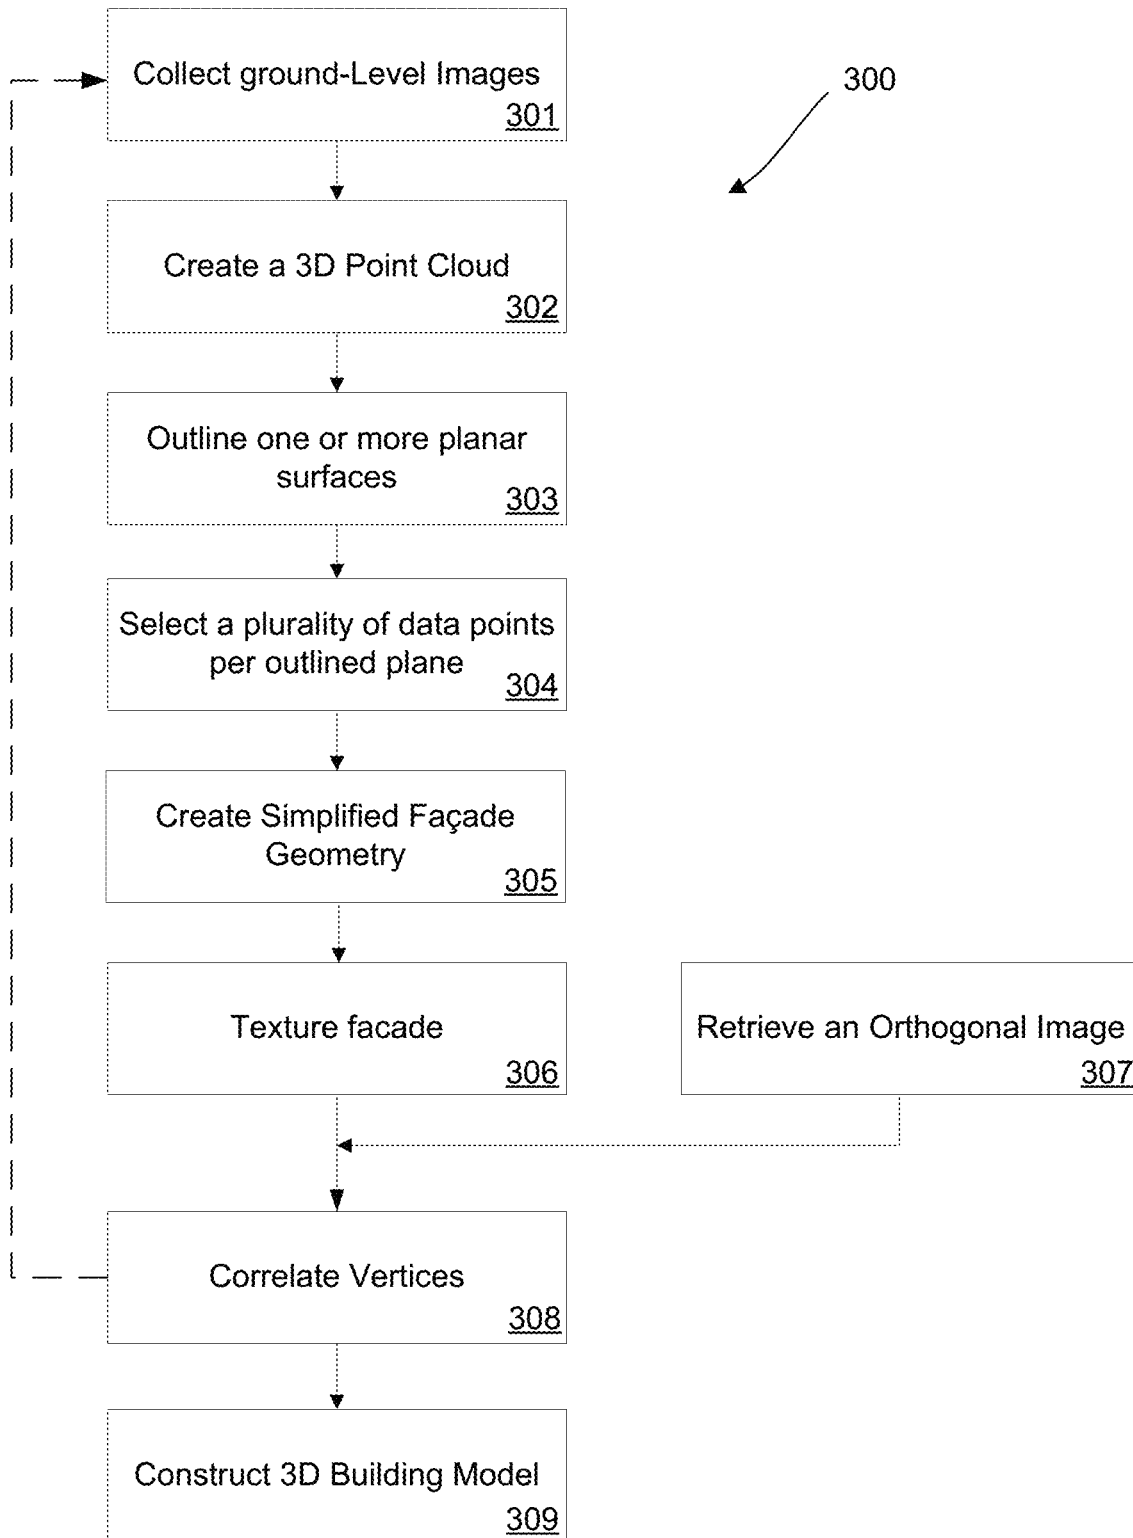 Collect ground-Level Images
301
300
Create a 3D Point Cloud
302
Outline one or more planar
surfaces
303
Select a plurality of data points
per outlined plane
304
Create Simplified Façade
Geometry
305
Texture facade
306
Retrieve an Orthogonal Image
307
Correlate Vertices
308
Construct 3D Building Model
309